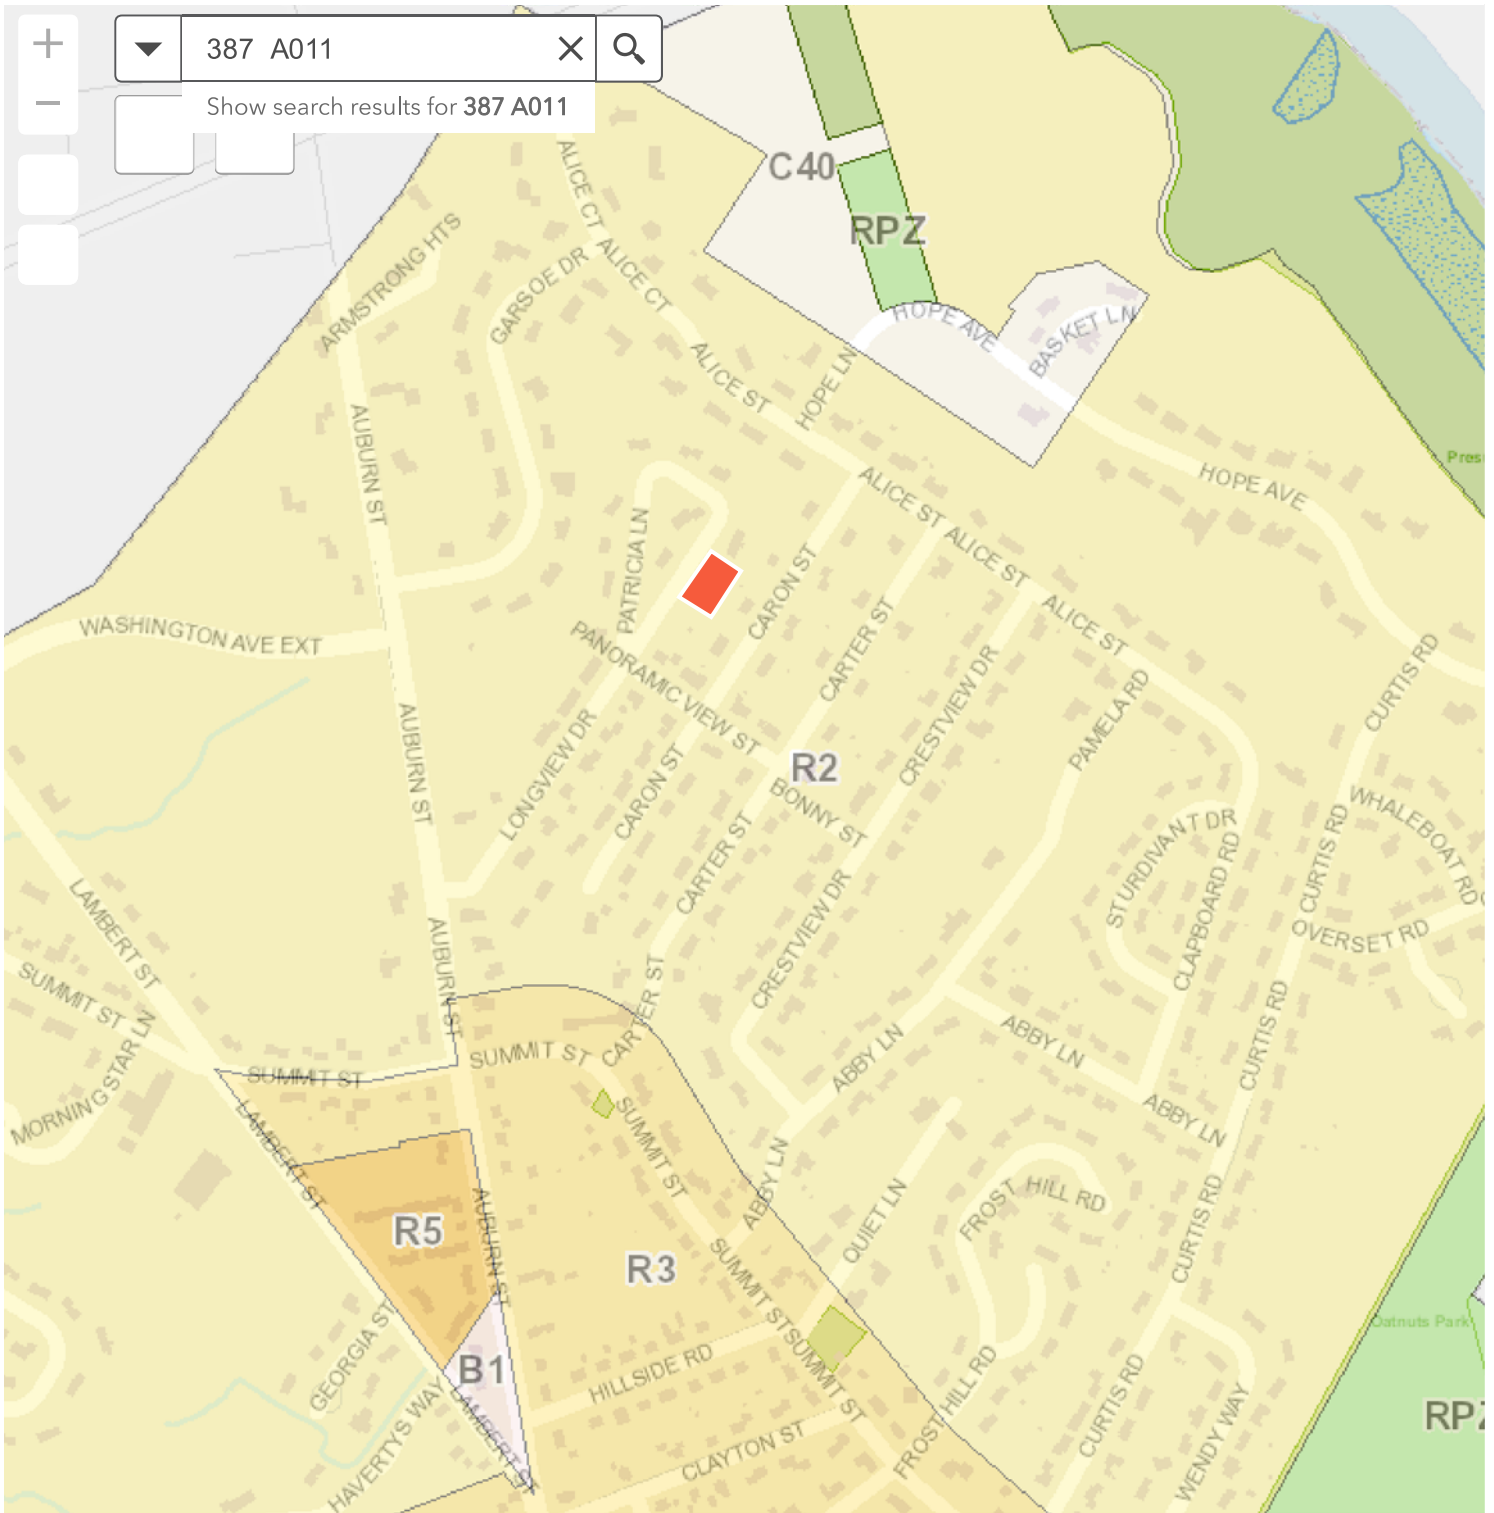 387 A011
Show search results for 387 A011
C40
RPZ
ALICE CT
ALICE CT
ARMSTRONG HTS
GARSOE DR
HOPE AVE
BASKET LN
HOPE LN
ALICE ST
AUBURN ST
HOPE AVE
ALICE ST
ALICE ST
ALICE ST
PATRICIA LN
CARON ST
CARTER ST
WASHINGTON AVE EXT
PANORAMIC VIEW ST
CRESTVIEW DR
PAMELA RD
CURTIS RD
AUBURN ST
LONGVIEW DR
CARON ST
R2
BONNY ST
WHALEBOAT RD
STURDIVANT DR
CLAPBOARD RD
CURTIS RD
OVERSET RD
LAMBERT ST
CARTER ST
CRESTVIEW DR
AUBURN ST
SUMMIT ST
MORNING STAR LN
CARTER ST
SUMMIT ST
SUMMIT ST
ABBY LN
ABBY LN
ABBY LN
CURTIS RD
LAMBERT ST
SUMMIT ST
ABBY LN
QUIET LN
FROST HILL RD
CURTIS RD
R5
AUBURN ST
R3
SUMMIT ST
SUMMIT ST
GEORGIA ST
B1
HILLSIDE RD
Oatnuts Park
HAVERTYS WAY
LAMBERT ST
CLAYTON ST
FROST HILL RD
CURTIS RD
WENDY WAY
RPZ